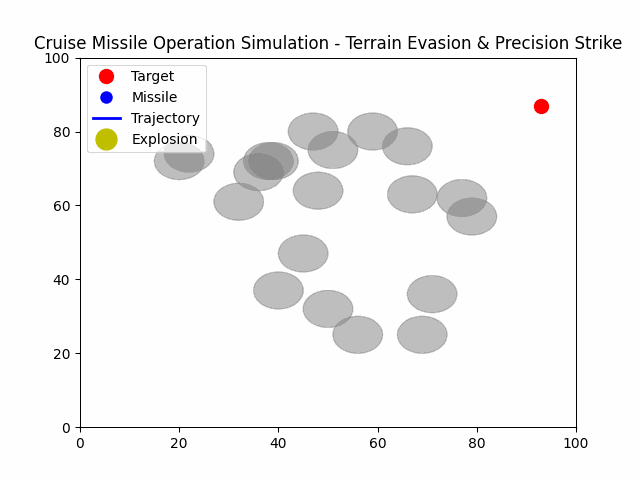 Cruise Missile Operation Simulation - Terrain Evasion & Precision Strike
100
80
60
40
20
0
Target
Missile
Trajectory
Explosion
0 20 40 60 80 100